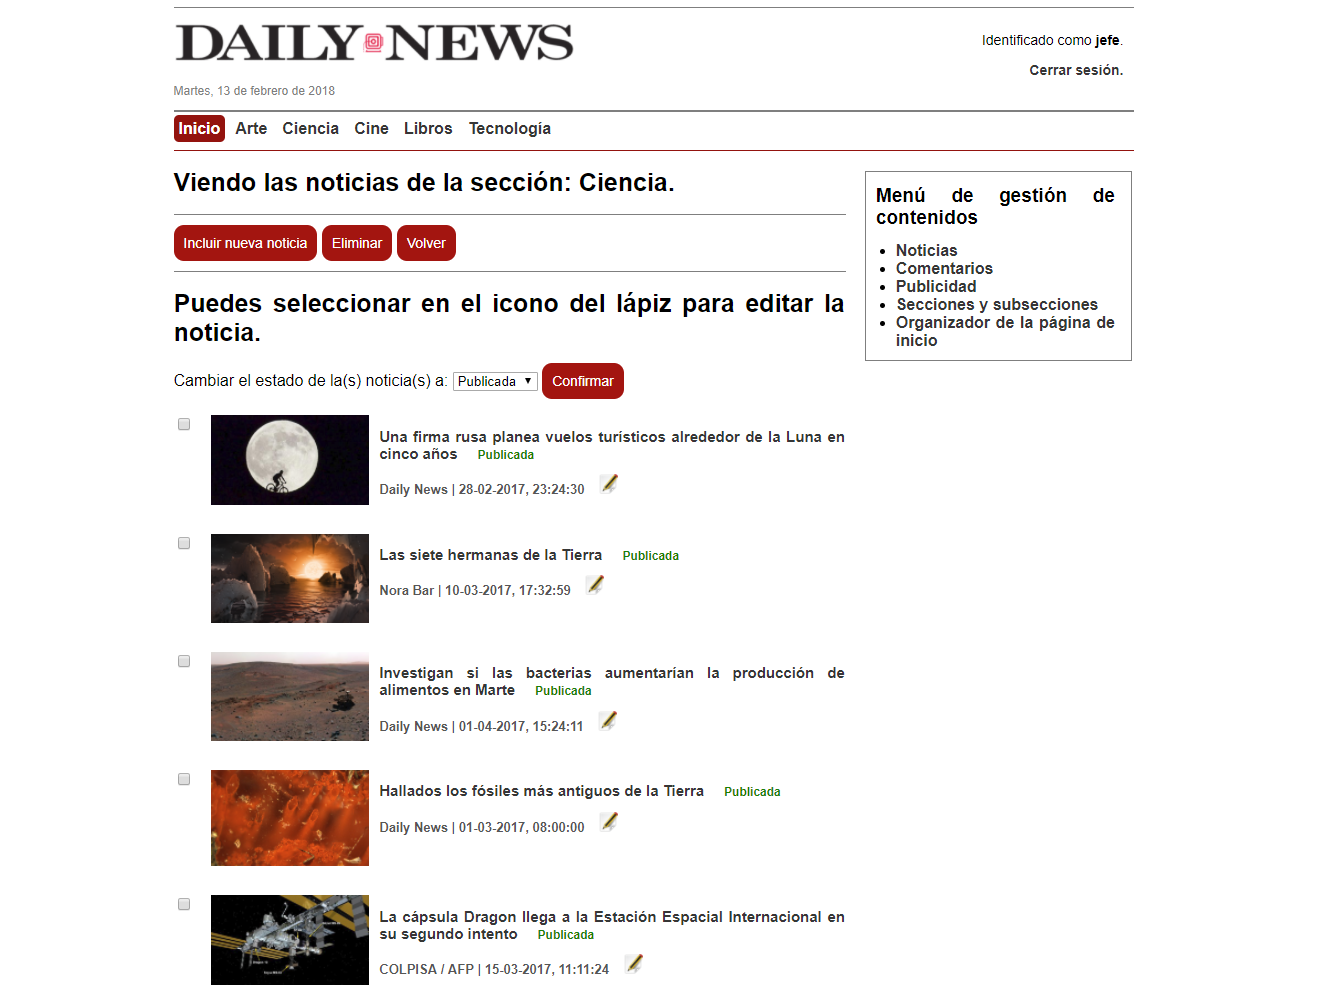 DAILY NEWS
Identificado como jefe.
Cerrar sesión.
Martes, 13 de febrero de 2018
Inicio Arte Ciencia Cine Libros Tecnología
Viendo las noticias de la sección: Ciencia.
Incluir nueva noticia Eliminar Volver
Puedes seleccionar en el icono del lápiz para editar la
noticia.
Cambiar el estado de la(s) noticia(s) a: Publicada Confirmar
Una firma rusa planea vuelos turísticos alrededor de la Luna en
cinco años Publicada
Daily News | 28-02-2017, 23:24:30
Las siete hermanas de la Tierra Publicada
Nora Bar | 10-03-2017, 17:32:59
Investigan si las bacterias aumentarían la producción de
alimentos en Marte Publicada
Daily News | 01-04-2017, 15:24:11
Hallados los fósiles más antiguos de la Tierra Publicada
Daily News | 01-03-2017, 08:00:00
La cápsula Dragon llega a la Estación Espacial Internacional en
su segundo intento Publicada
COLPISA / AFP | 15-03-2017, 11:11:24
Menú de gestión de
contenidos
Noticias
Comentarios
Publicidad
Secciones y subsecciones
Organizador de la página de
inicio